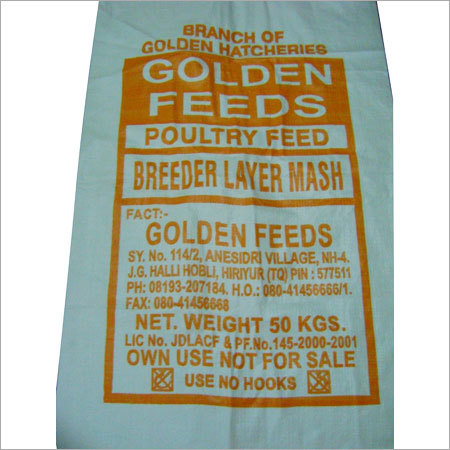 BRANCH OF
GOLDEN HATCHERIES
GOLDEN
FEEDS
POULTRY FEED
BREEDER LAYER MASH
FACT:-
GOLDEN FEEDS
SY. No. 114/2, ANESIDRI VILLAGE, NH-4.
J.G. HALLI HOBLI, HIRIYUR (TQ) PIN : 577511
PH: 08193-207184. H.O.: 080-41456666/1.
FAX: 080-41456668
NET. WEIGHT 50 KGS.
LIC No. JDLACF & PF.No.145-2000-2001
OWN USE NOT FOR SALE
USE NO HOOKS